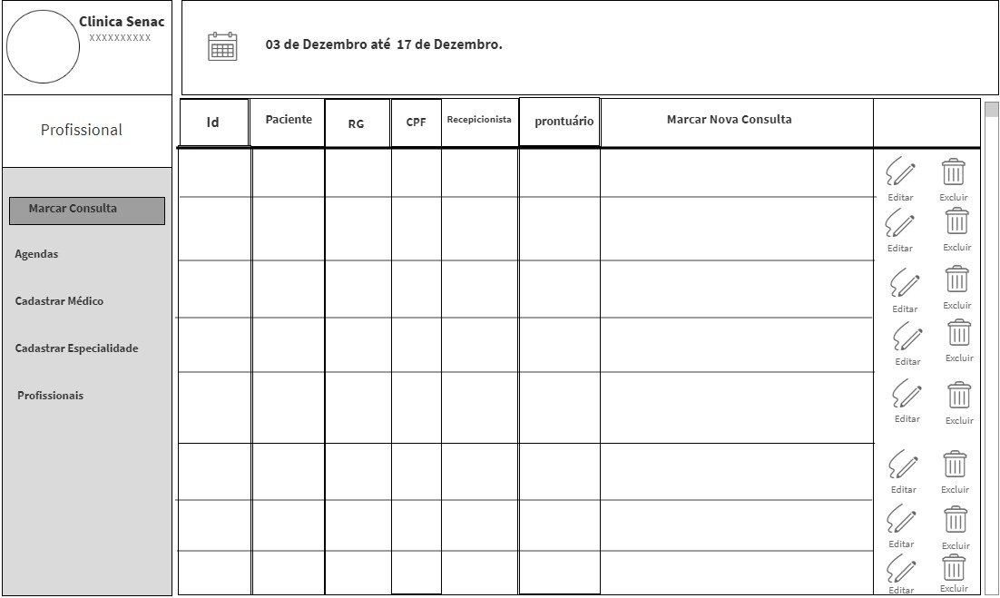 Clinica Senac
XXXXXXXXXX
Profissional
Marcar Consulta
Agendas
Cadastrar Médico
Cadastrar Especialidade
Profissionais
03 de Dezembro até 17 de Dezembro.
Id Paciente RG CPF Recepicionista prontuário Marcar Nova Consulta
Editar Excluir
Editar Excluir
Editar Excluir
Editar Excluir
Editar Excluir
Editar Excluir
Editar Excluir
Editar Excluir